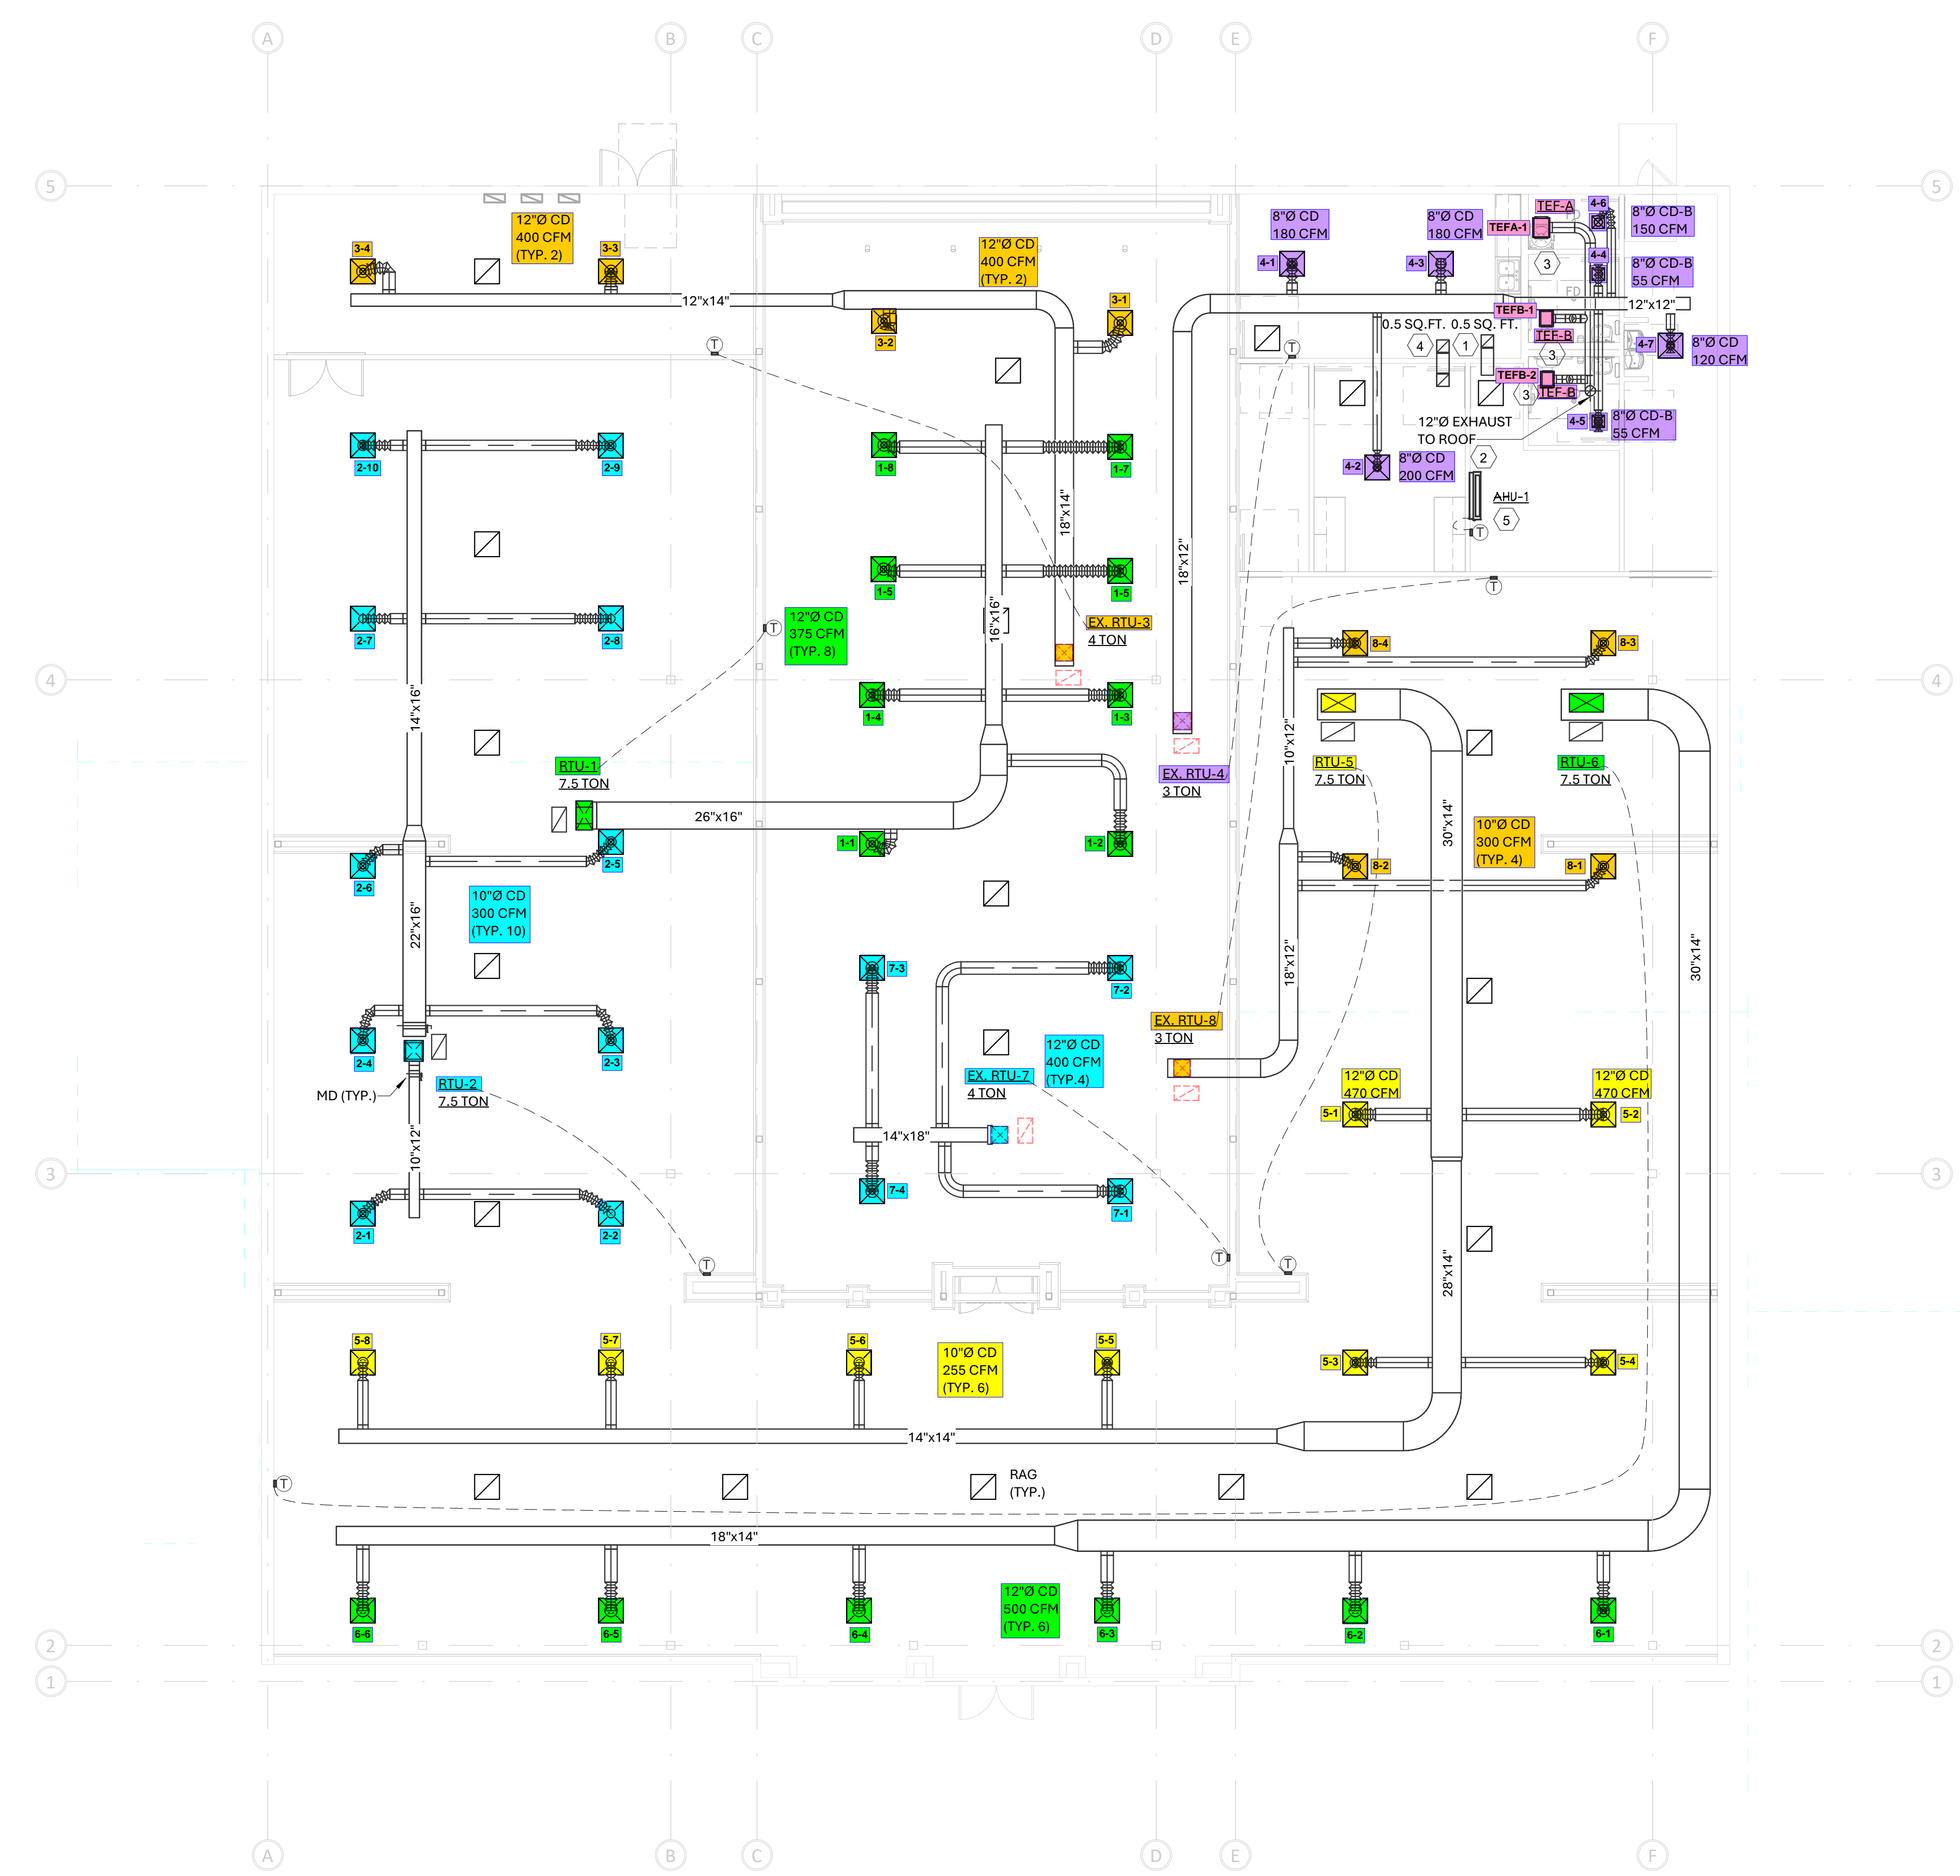 A
B
C
D
E
F
5
5
12"Ø CD
400 CFM
(TYP. 2)
3-4
3-3
12"x14"
12"Ø CD
400 CFM
(TYP. 2)
3-1
3-2
8"Ø CD
180 CFM
4-1
8"Ø CD
180 CFM
4-3
TEF-A
TEFA-1
4-6
8"Ø CD-B
150 CFM
3
4-4
8"Ø CD-B
55 CFM
FD
12"x12"
TEFB-1
TEF-B
0.5 SQ.FT.
0.5 SQ. FT.
4
1
3
4-7
8"Ø CD
120 CFM
TEFB-2
TEF-B
3
12"Ø EXHAUST
TO ROOF
4-5
8"Ø CD-B
55 CFM
T
T
2-10
2-9
1-8
1-7
4-2
8"Ø CD
200 CFM
2
AHU-1
5
T
18"x14"
18"x12"
1-5
1-5
T
2-7
2-8
12"Ø CD
375 CFM
(TYP. 8)
T
16"x16"
EX. RTU-3
4 TON
8-4
8-3
4
4
14"x16"
1-4
1-3
10"x12"
RTU-1
7.5 TON
EX. RTU-4
3 TON
RTU-5
7.5 TON
RTU-6
7.5 TON
26"x16"
30"x14"
10"Ø CD
300 CFM
(TYP. 4)
1-1
1-2
2-6
2-5
8-2
8-1
10"Ø CD
300 CFM
(TYP. 10)
22"x16"
18"x12"
30"x14"
7-3
7-2
2-4
2-3
EX. RTU-8
3 TON
12"Ø CD
400 CFM
(TYP.4)
MD (TYP.)
RTU-2
7.5 TON
EX. RTU-7
4 TON
12"Ø CD
470 CFM
12"Ø CD
470 CFM
5-1
5-2
10"x12"
14"x18"
3
3
7-4
7-1
2-1
2-2
T
T
T
28"x14"
5-8
5-7
5-6
5-5
10"Ø CD
255 CFM
(TYP. 6)
5-3
5-4
14"x14"
T
RAG
(TYP.)
18"x14"
12"Ø CD
500 CFM
(TYP. 6)
6-6
6-5
6-4
6-3
6-2
6-1
2
2
1
1
A
B
C
D
E
F